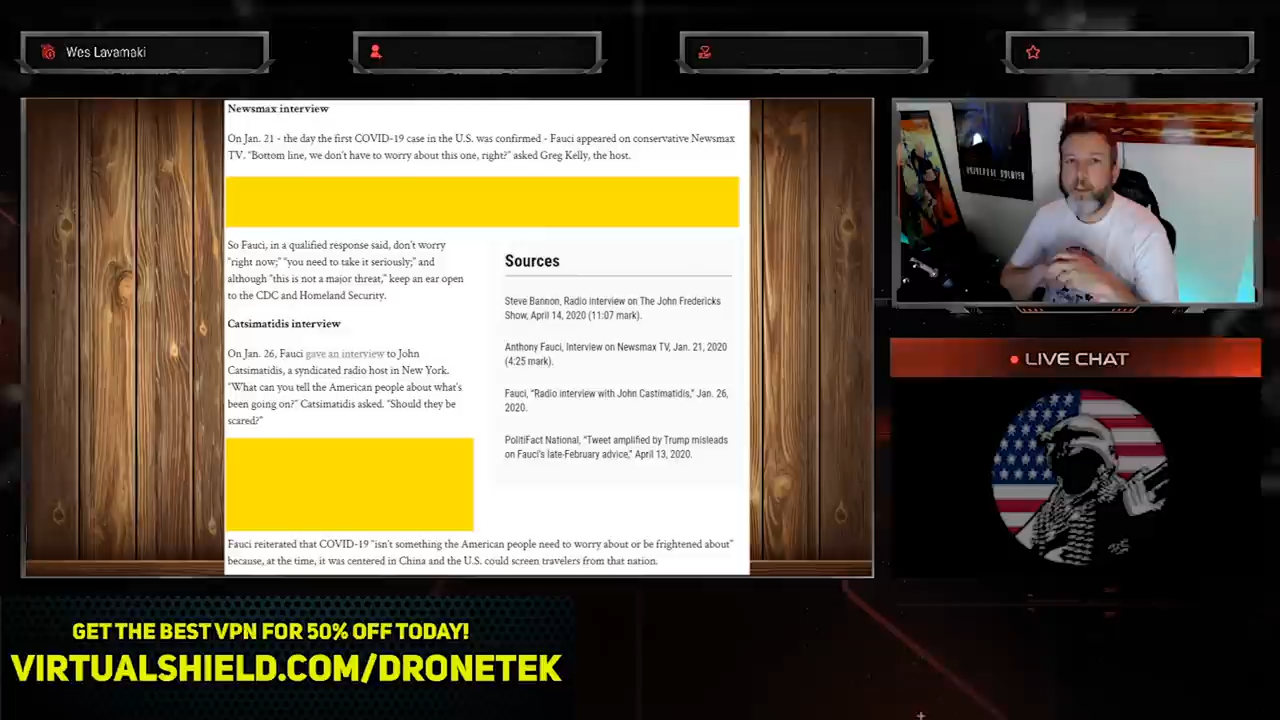 Wes Lavamaki
Newsmax interview
On Jan. 21 - the day the first COVID-19 case in the U.S. was confirmed - Fauci appeared on conservative Newsmax
TV. "Bottom line, we don't have to worry about this one, right?" asked Greg Kelly, the host.
So Fauci, in a qualified response said, don't worry
"right now;" "you need to take it seriously;" and
although "this is not a major threat," keep an ear open
to the CDC and Homeland Security.
Catsimatidis interview
On Jan. 26, Fauci gave an interview to John
Catsimatidis, a syndicated radio host in New York.
"What can you tell the American people about what's
been going on?" Catsimatidis asked. "Should they be
scared?"
Sources
Steve Bannon, Radio interview on The John Fredericks
Show, April 14, 2020 (11:07 mark).
Anthony Fauci, Interview on Newsmax TV, Jan. 21, 2020
(4:25 mark).
Fauci, "Radio interview with John Castimatidis," Jan. 26,
2020.
PolitiFact National, "Tweet amplified by Trump misleads
on Fauci's late-February advice," April 13, 2020.
Fauci reiterated that COVID-19 "isn't something the American people need to worry about or be frightened about"
because, at the time, it was centered in China and the U.S. could screen travelers from that nation.
UNIVERSAL SOLDIER
LIVE CHAT
GET THE BEST VPN FOR 50% OFF TODAY!
VIRTUALSHIELD.COM/DRONETEK